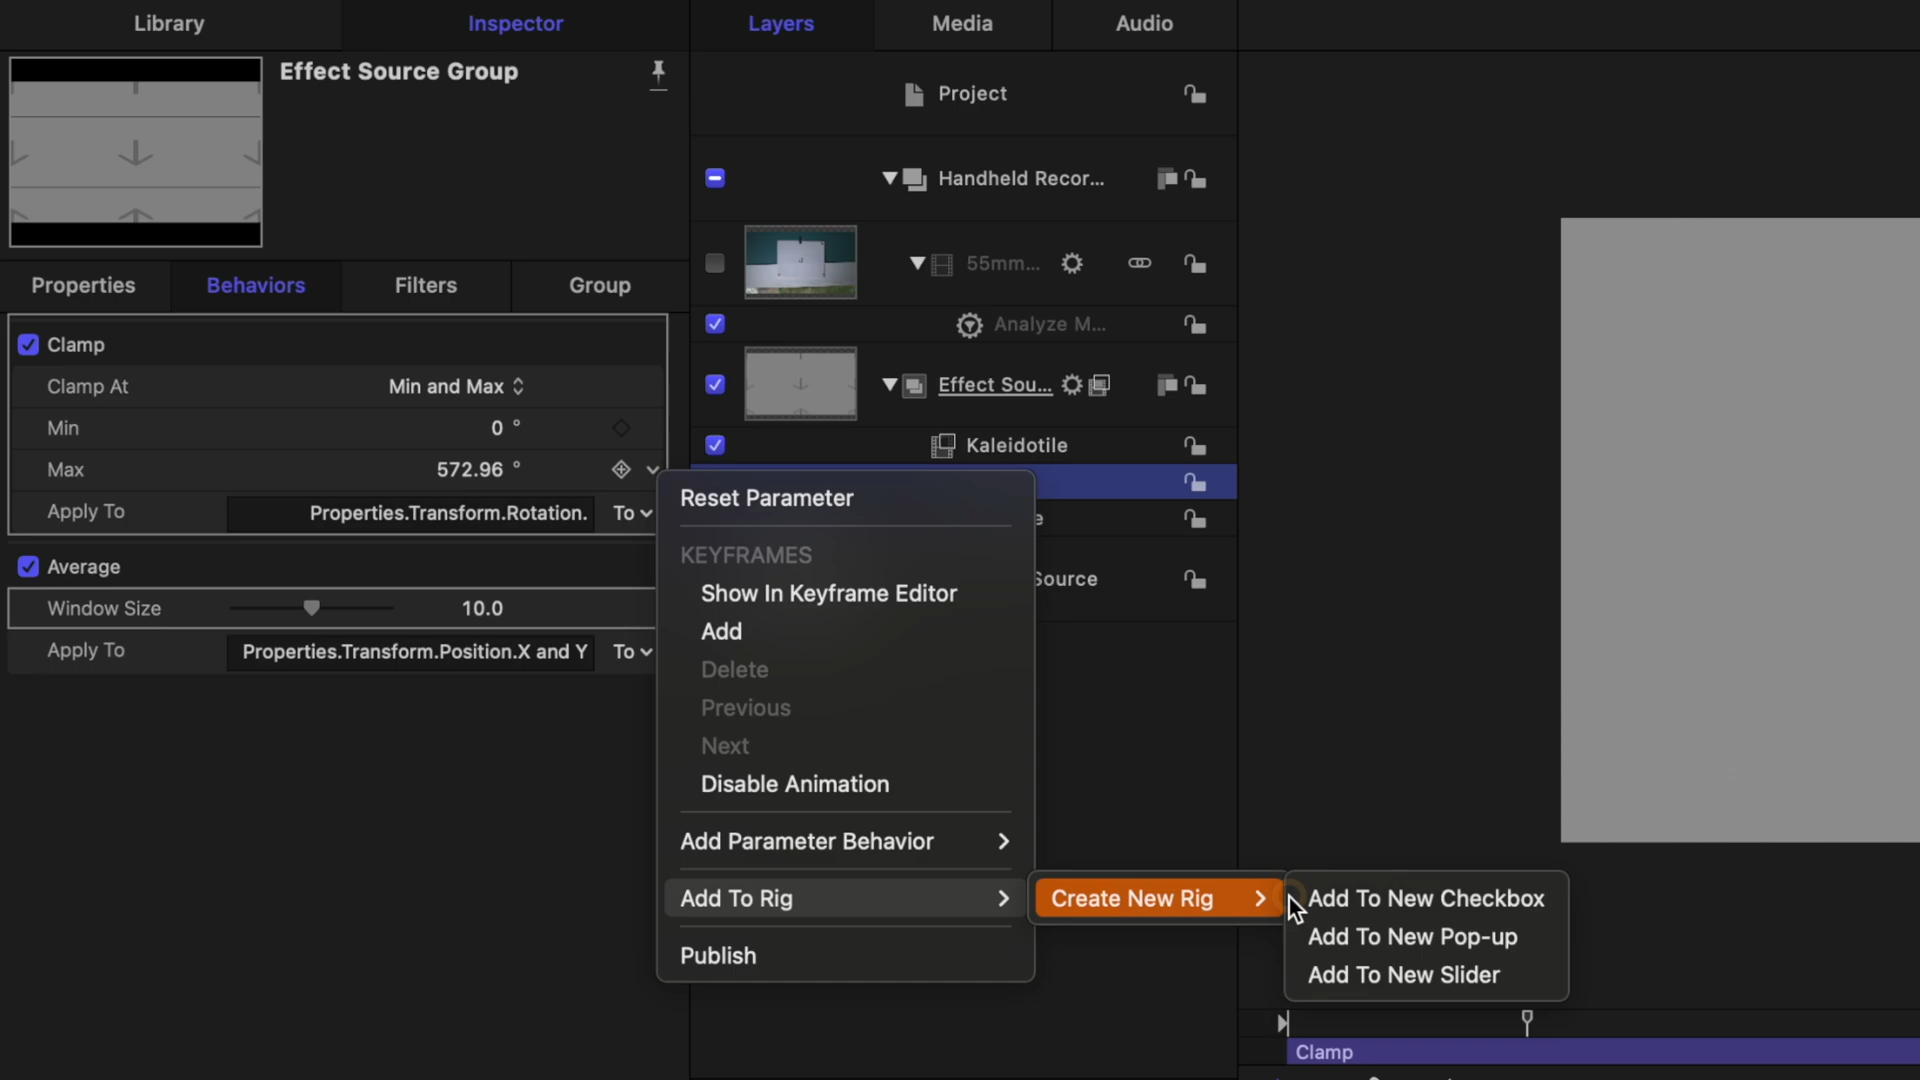 Library
Inspector
Layers
Media
Audio
Effect Source Group
Project
Handheld Recor...
55mm...
Analyze M...
Effect Sou...
Kaleidotile
Source
Properties
Behaviors
Filters
Group
Clamp
Clamp At
Min and Max
Min
0 °
Max
572.96 °
Apply To
Properties.Transform.Rotation.
To
Average
Window Size
10.0
Apply To
Properties.Transform.Position.X and Y
To
Reset Parameter
KEYFRAMES
Show In Keyframe Editor
Add
Delete
Previous
Next
Disable Animation
Add Parameter Behavior
Add To Rig
Publish
Create New Rig
Add To New Checkbox
Add To New Pop-up
Add To New Slider
Clamp